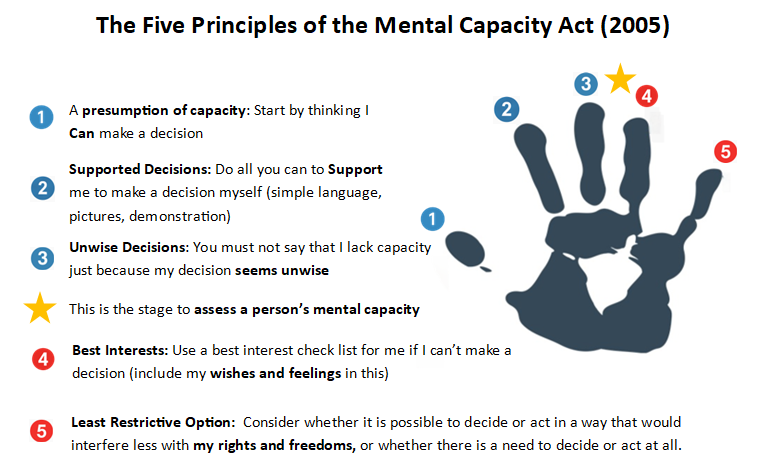 The Five Principles of the Mental Capacity Act (2005)
1 A presumption of capacity: Start by thinking I
Can make a decision
2 Supported Decisions: Do all you can to Support
me to make a decision myself (simple language,
pictures, demonstration)
3 Unwise Decisions: You must not say that I lack capacity
just because my decision seems unwise
This is the stage to assess a person’s mental capacity
4 Best Interests: Use a best interest check list for me if I can’t make a
decision (include my wishes and feelings in this)
5 Least Restrictive Option: Consider whether it is possible to decide or act in a way that would
interfere less with my rights and freedoms, or whether there is a need to decide or act at all.
1
2
3
4
5